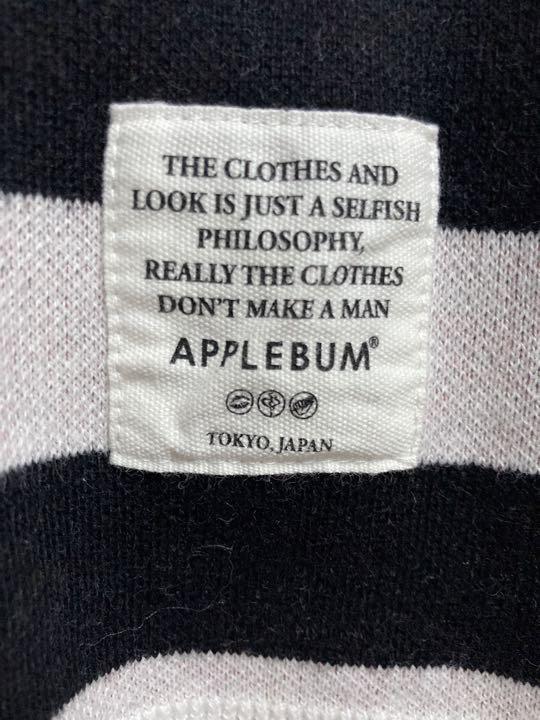 THE CLOTHES AND
LOOK IS JUST A SELFISH
PHILOSOPHY,
REALLY THE CLOTHES
DON'T MAKE A MAN
APPLEBUM®
TOKYO, JAPAN